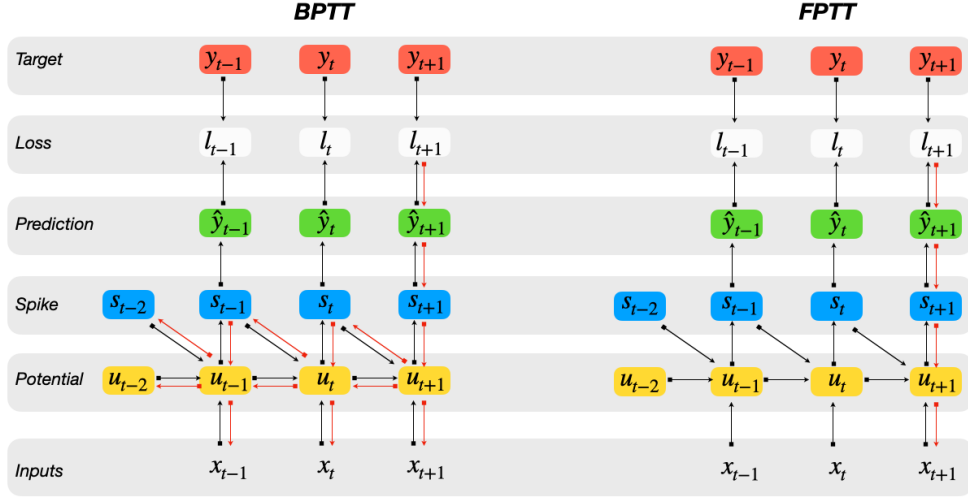 BPTT FPTT
Target y_{t−1} y_t y_{t+1} y_{t−1} y_t y_{t+1}
Loss l_{t−1} l_t l_{t+1} l_{t−1} l_t l_{t+1}
Prediction ŷ_{t−1} ŷ_t ŷ_{t+1} ŷ_{t−1} ŷ_t ŷ_{t+1}
Spike s_{t−2} s_{t−1} s_t s_{t+1} s_{t−2} s_{t−1} s_t s_{t+1}
Potential u_{t−2} u_{t−1} u_t u_{t+1} u_{t−2} u_{t−1} u_t u_{t+1}
Inputs x_{t−1} x_t x_{t+1} x_{t−1} x_t x_{t+1}